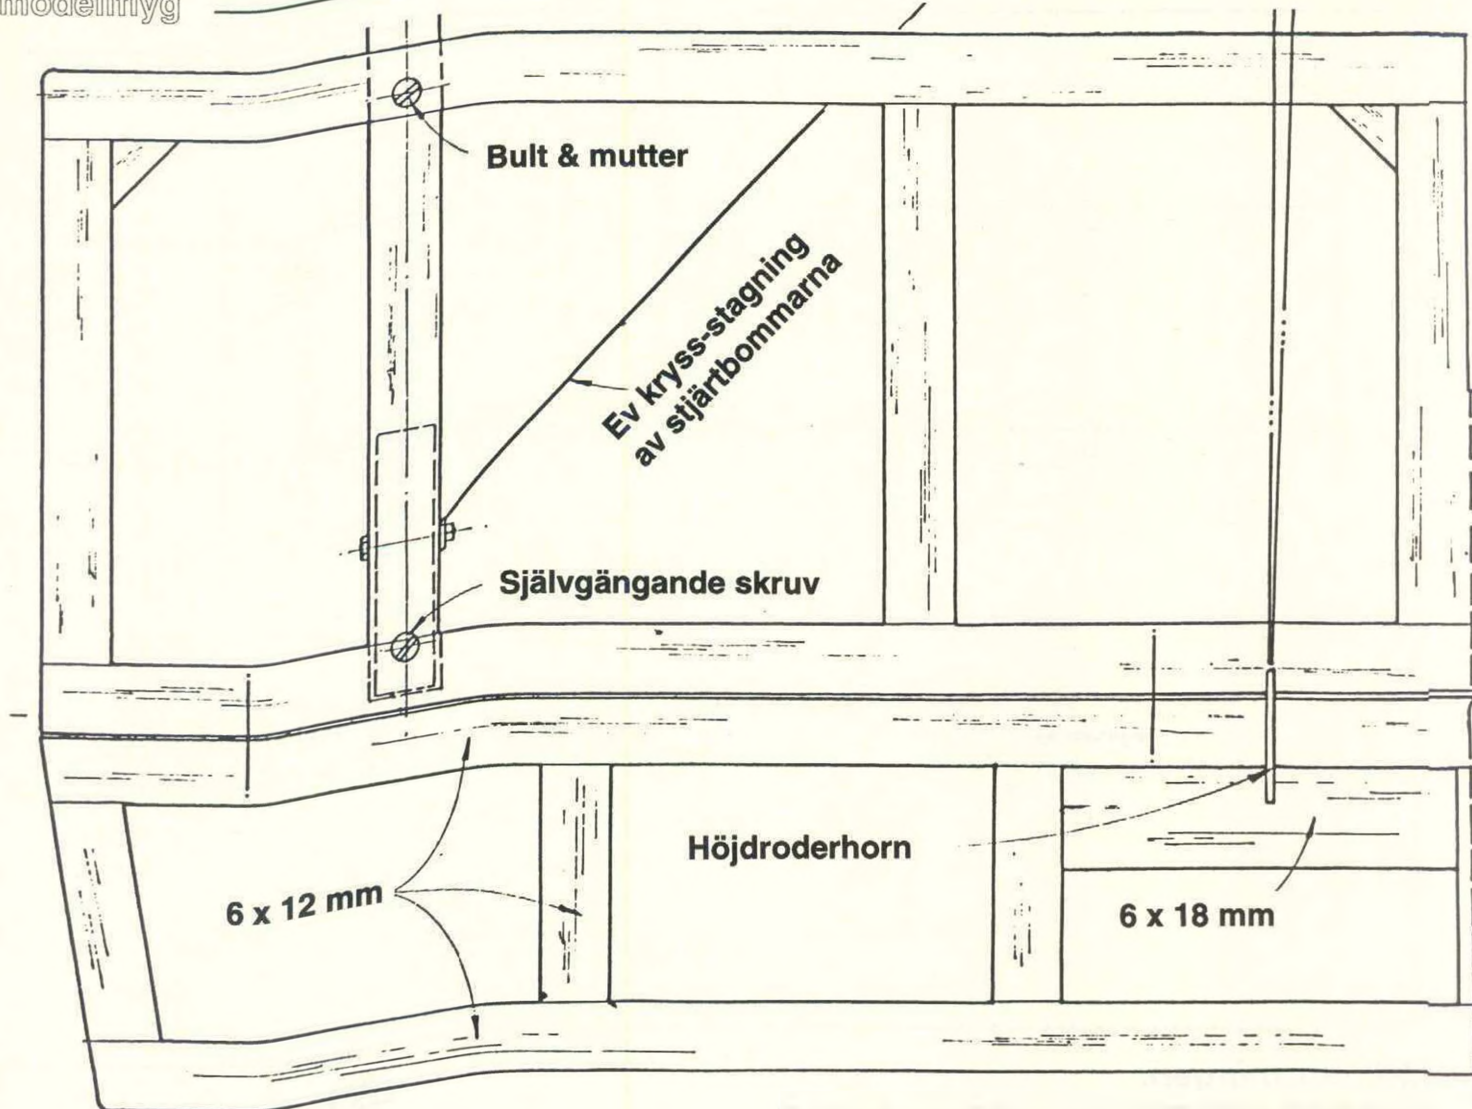 modellflyg
Bult & mutter
Ev kryss-stagning
av stjärtbommarna
Självgängande skruv
Höjdroderhorn
6 x 12 mm
6 x 18 mm